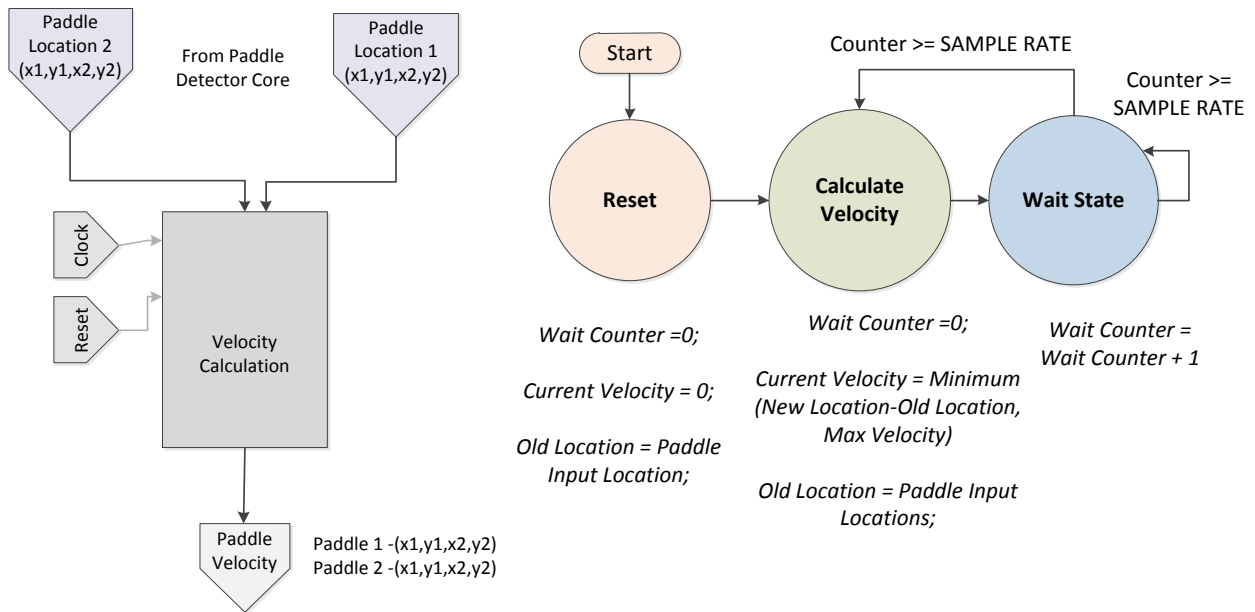 Paddle
Location 2
(x1,y1,x2,y2)
From Paddle
Detector Core
Paddle
Location 1
(x1,y1,x2,y2)
Clock
Reset
Velocity
Calculation
Paddle
Velocity
Paddle 1 -(x1,y1,x2,y2)
Paddle 2 -(x1,y1,x2,y2)
Start
Counter >= SAMPLE RATE
Counter >=
SAMPLE RATE
Reset
Calculate
Velocity
Wait State
Wait Counter =0;
Current Velocity = 0;
Old Location = Paddle
Input Location;
Wait Counter =0;
Current Velocity = Minimum
(New Location-Old Location,
Max Velocity)
Old Location = Paddle Input
Locations;
Wait Counter =
Wait Counter + 1